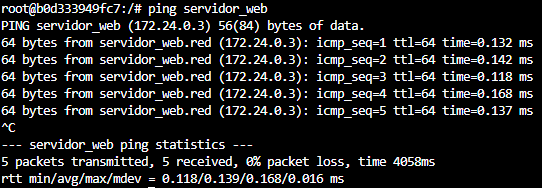 root@b0d333949fc7:/# ping servidor_web
PING servidor_web (172.24.0.3) 56(84) bytes of data.
64 bytes from servidor_web.red (172.24.0.3): icmp_seq=1 ttl=64 time=0.132 ms
64 bytes from servidor_web.red (172.24.0.3): icmp_seq=2 ttl=64 time=0.142 ms
64 bytes from servidor_web.red (172.24.0.3): icmp_seq=3 ttl=64 time=0.118 ms
64 bytes from servidor_web.red (172.24.0.3): icmp_seq=4 ttl=64 time=0.168 ms
64 bytes from servidor_web.red (172.24.0.3): icmp_seq=5 ttl=64 time=0.137 ms
^C
--- servidor_web ping statistics ---
5 packets transmitted, 5 received, 0% packet loss, time 4058ms
rtt min/avg/max/mdev = 0.118/0.139/0.168/0.016 ms